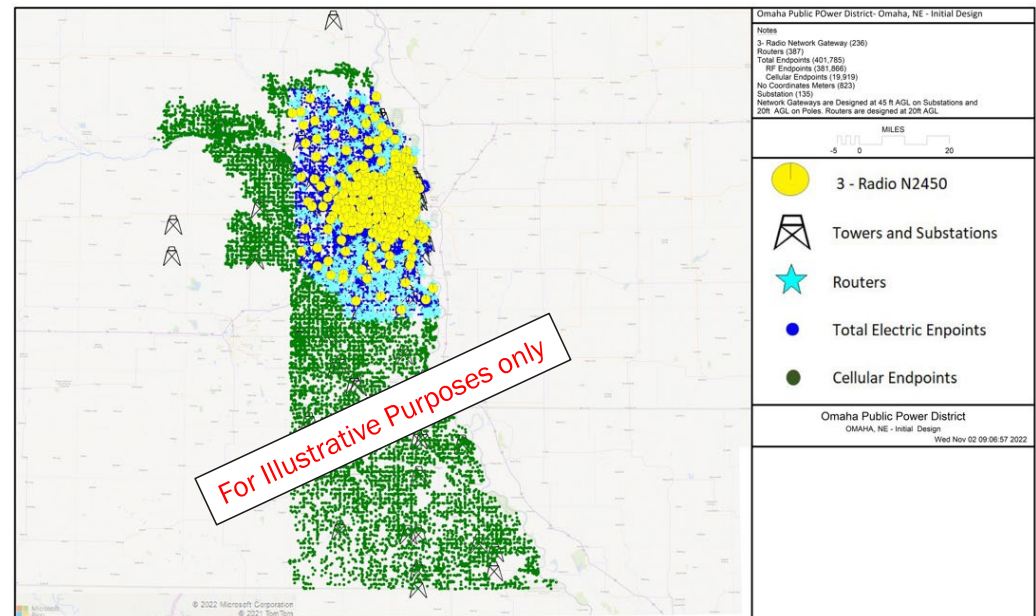 Omaha Public POwer District- Omaha, NE - Initial Design
Notes
3- Radio Network Gateway (236)
Routers (387)
Total Endpoints (401,785)
RF Endpoints (381,866)
Cellular Endpoints (19,919)
No Coordinates Meters (823)
Substation (135)
Network Gateways are Designed at 45 ft AGL on Substations and
20ft AGL on Poles. Routers are designed at 20ft AGL
MILES
-5 0 20
3 - Radio N2450
Towers and Substations
Routers
Total Electric Enpoints
Cellular Endpoints
Omaha Public Power District
OMAHA, NE - Initial Design
Wed Nov 02 09:06:57 2022
For Illustrative Purposes only
Microsoft
© 2022 Microsoft Corporation
© 2021 TomTom